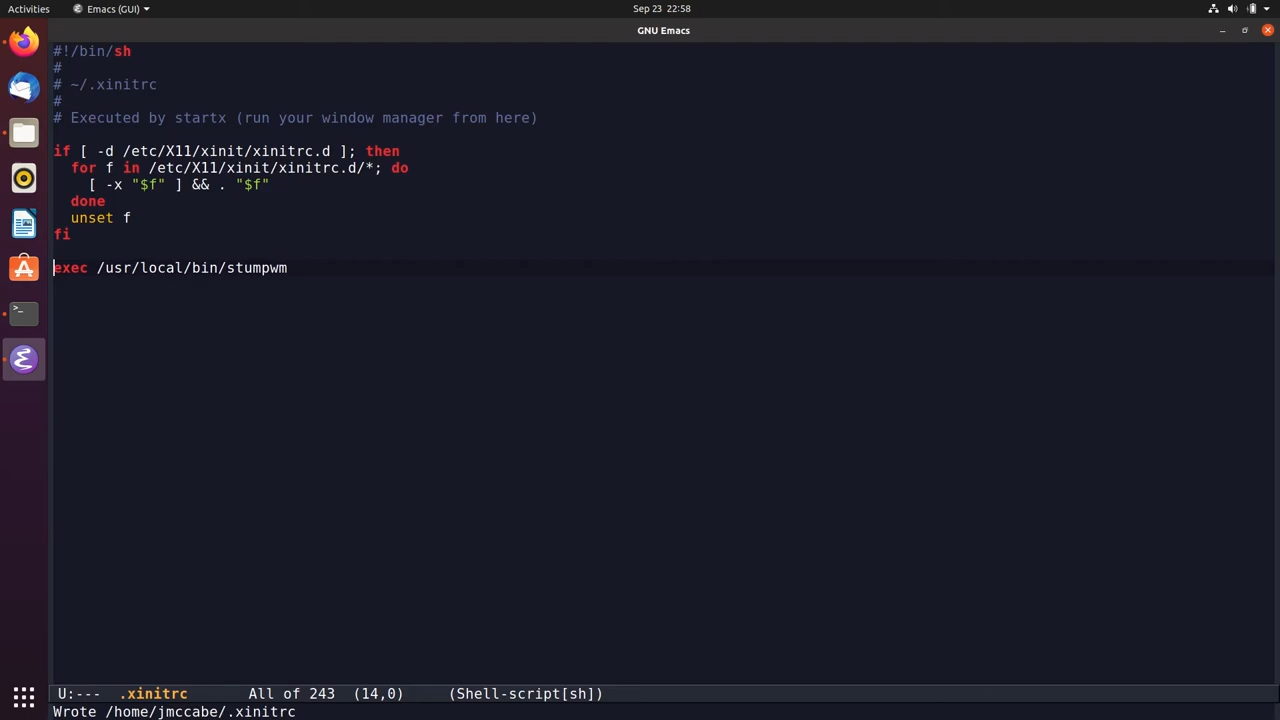 Activities
Emacs (GUI)
Sep 23 22:58
GNU Emacs
#!/bin/sh
#
# ~/.xinitrc
#
# Executed by startx (run your window manager from here)
if [ -d /etc/X11/xinit/xinitrc.d ]; then
  for f in /etc/X11/xinit/xinitrc.d/*; do
    [ -x "$f" ] && . "$f"
  done
  unset f
fi
exec /usr/local/bin/stumpwm
U:--- .xinitrc All of 243 (14,0) (Shell-script[sh])
Wrote /home/jmccabe/.xinitrc